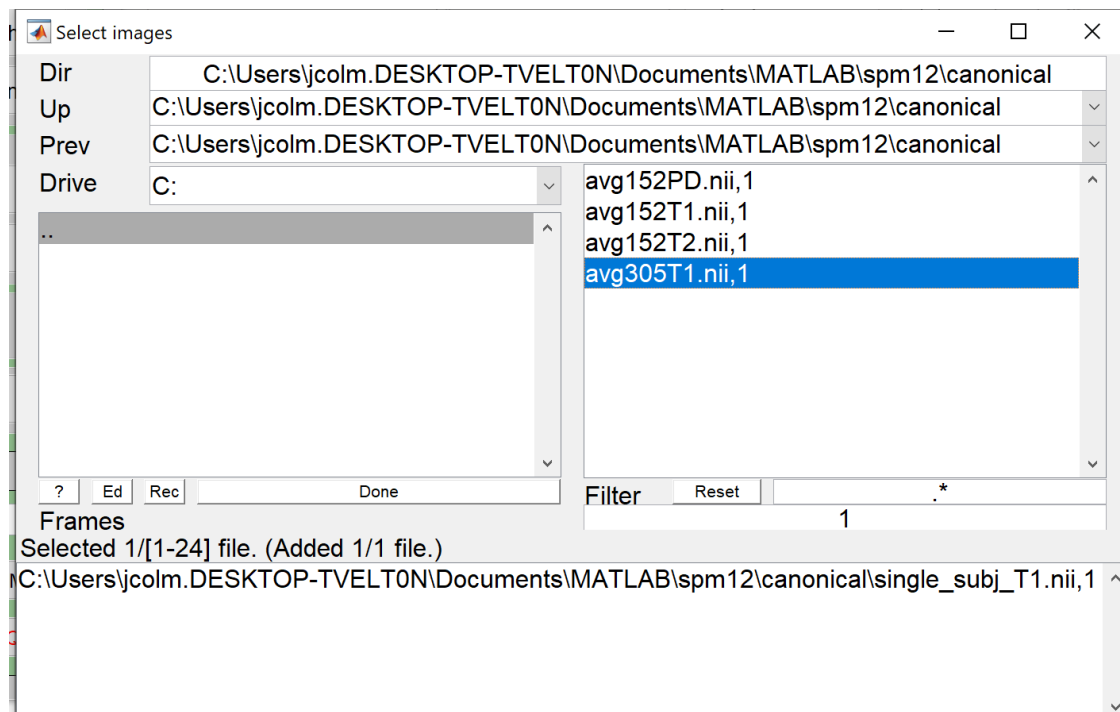 Select images
Dir
C:\Users\jcolm.DESKTOP-TVELT0N\Documents\MATLAB\spm12\canonical
Up
C:\Users\jcolm.DESKTOP-TVELT0N\Documents\MATLAB\spm12\canonical
Prev
C:\Users\jcolm.DESKTOP-TVELT0N\Documents\MATLAB\spm12\canonical
Drive
C:
..
avg152PD.nii,1
avg152T1.nii,1
avg152T2.nii,1
avg305T1.nii,1
? Ed Rec Done
Filter Reset .*
Frames
1
Selected 1/[1-24] file. (Added 1/1 file.)
C:\Users\jcolm.DESKTOP-TVELT0N\Documents\MATLAB\spm12\canonical\single_subj_T1.nii,1